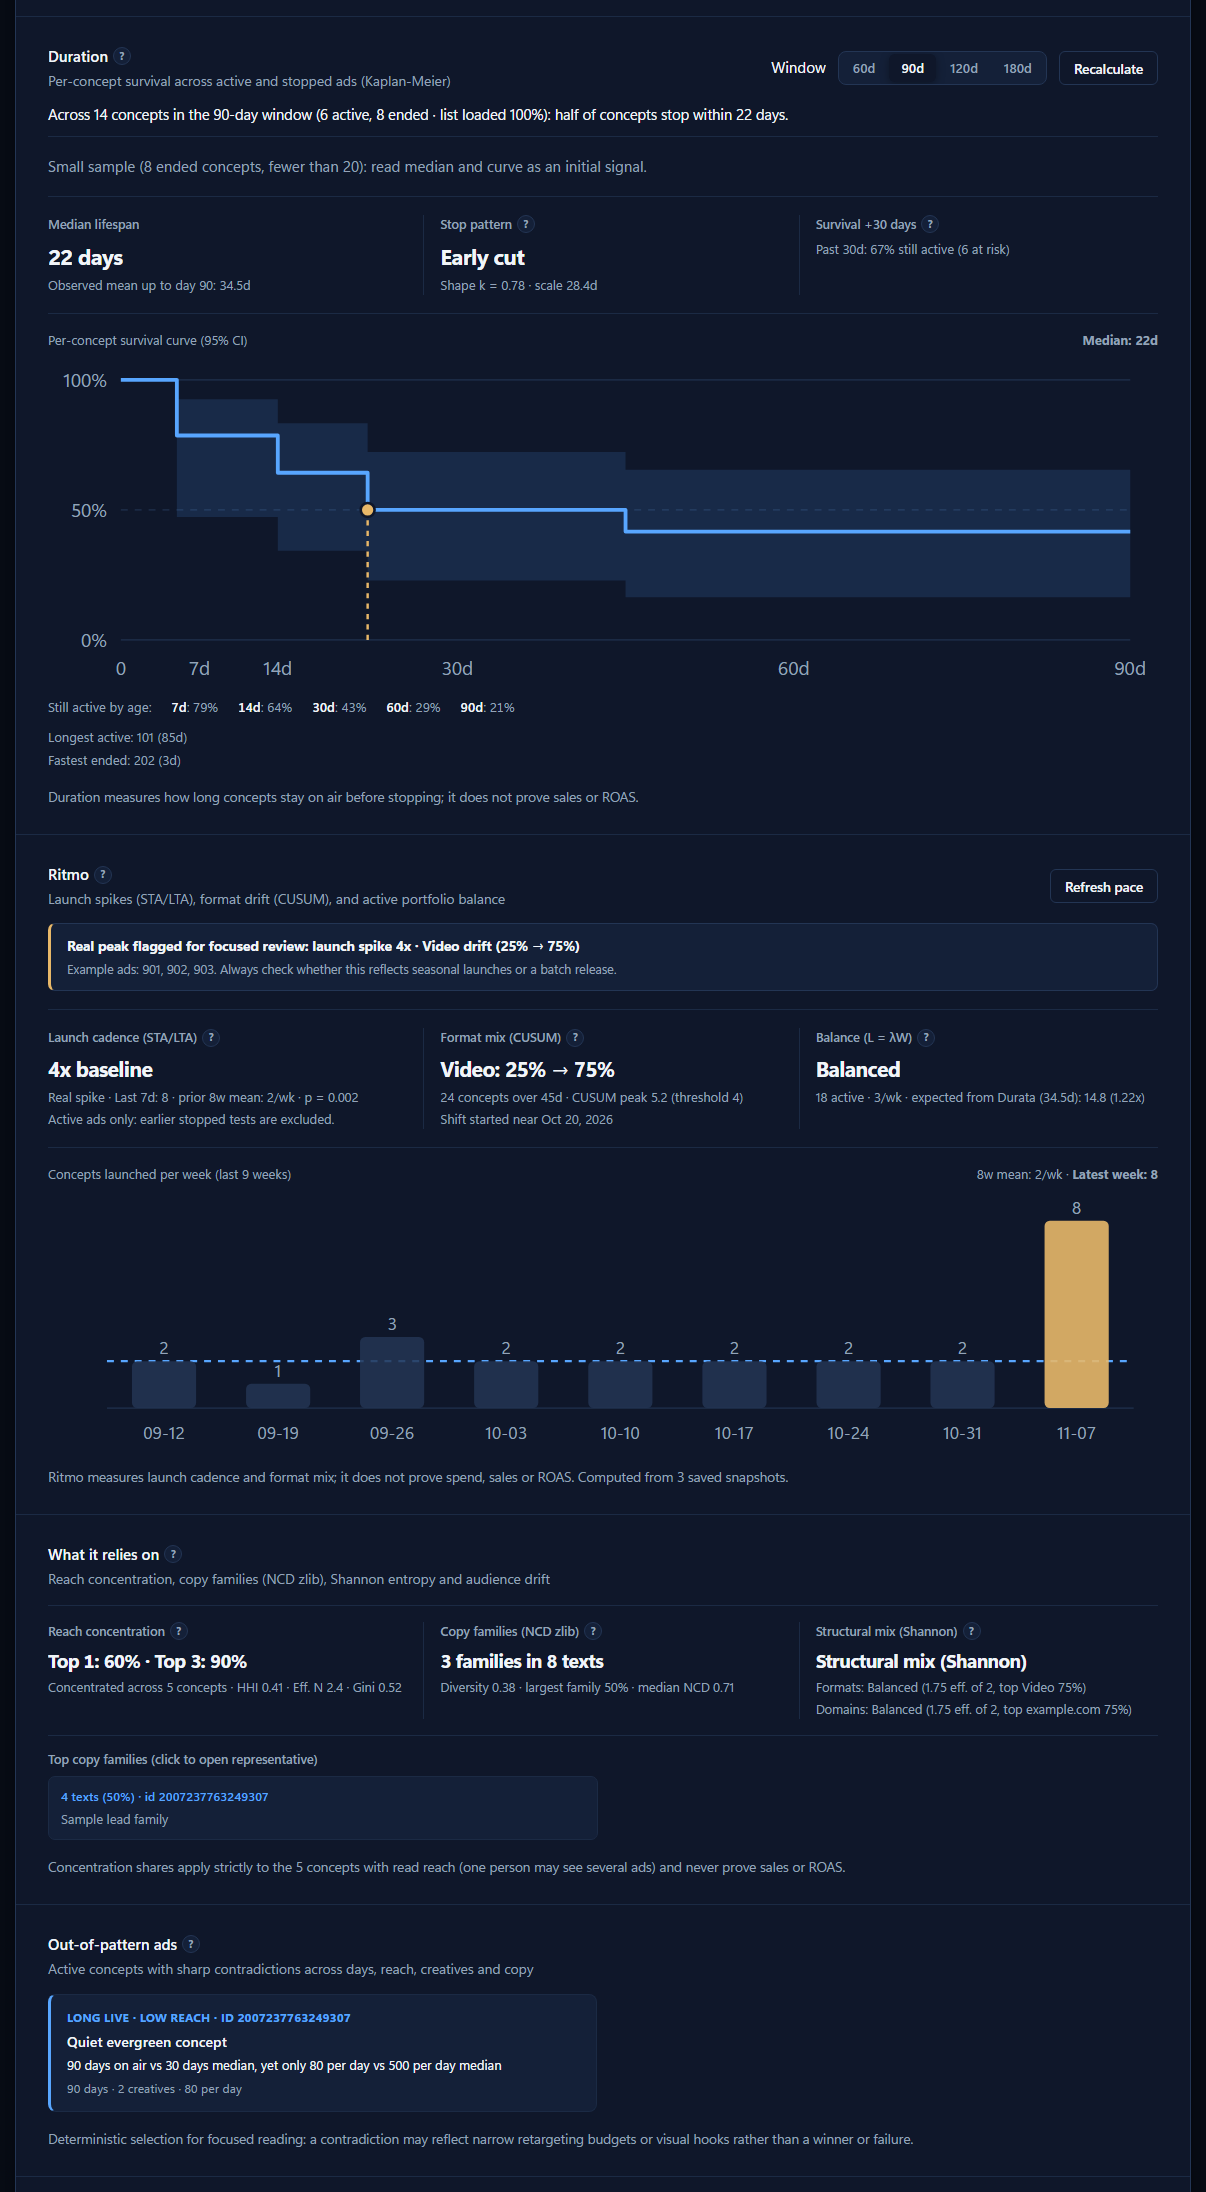 Duration ?
Per-concept survival across active and stopped ads (Kaplan-Meier)
Window 60d 90d 120d 180d Recalculate
Across 14 concepts in the 90-day window (6 active, 8 ended · list loaded 100%): half of concepts stop within 22 days.
Small sample (8 ended concepts, fewer than 20): read median and curve as an initial signal.
Median lifespan
22 days
Observed mean up to day 90: 34.5d
Stop pattern ?
Early cut
Shape k = 0.78 · scale 28.4d
Survival +30 days ?
Past 30d: 67% still active (6 at risk)
Per-concept survival curve (95% CI)
Median: 22d
100%
50%
0%
0 7d 14d 30d 60d 90d
Still active by age: 7d: 79% 14d: 64% 30d: 43% 60d: 29% 90d: 21%
Longest active: 101 (85d)
Fastest ended: 202 (3d)
Duration measures how long concepts stay on air before stopping; it does not prove sales or ROAS.
Ritmo ?
Launch spikes (STA/LTA), format drift (CUSUM), and active portfolio balance
Refresh pace
Real peak flagged for focused review: launch spike 4x · Video drift (25% → 75%)
Example ads: 901, 902, 903. Always check whether this reflects seasonal launches or a batch release.
Launch cadence (STA/LTA) ?
4x baseline
Real spike · Last 7d: 8 · prior 8w mean: 2/wk · p = 0.002
Active ads only: earlier stopped tests are excluded.
Format mix (CUSUM) ?
Video: 25% → 75%
24 concepts over 45d · CUSUM peak 5.2 (threshold 4)
Shift started near Oct 20, 2026
Balance (L = λW) ?
Balanced
18 active · 3/wk · expected from Durata (34.5d): 14.8 (1.22x)
Concepts launched per week (last 9 weeks)
8w mean: 2/wk · Latest week: 8
2 1 3 2 2 2 2 2 8
09-12 09-19 09-26 10-03 10-10 10-17 10-24 10-31 11-07
Ritmo measures launch cadence and format mix; it does not prove spend, sales or ROAS. Computed from 3 saved snapshots.
What it relies on ?
Reach concentration, copy families (NCD zlib), Shannon entropy and audience drift
Reach concentration ?
Top 1: 60% · Top 3: 90%
Concentrated across 5 concepts · HHI 0.41 · Eff. N 2.4 · Gini 0.52
Copy families (NCD zlib) ?
3 families in 8 texts
Diversity 0.38 · largest family 50% · median NCD 0.71
Structural mix (Shannon) ?
Structural mix (Shannon)
Formats: Balanced (1.75 eff. of 2, top Video 75%)
Domains: Balanced (1.75 eff. of 2, top example.com 75%)
Top copy families (click to open representative)
4 texts (50%) · id 2007237763249307
Sample lead family
Concentration shares apply strictly to the 5 concepts with read reach (one person may see several ads) and never prove sales or ROAS.
Out-of-pattern ads ?
Active concepts with sharp contradictions across days, reach, creatives and copy
LONG LIVE · LOW REACH · ID 2007237763249307
Quiet evergreen concept
90 days on air vs 30 days median, yet only 80 per day vs 500 per day median
90 days · 2 creatives · 80 per day
Deterministic selection for focused reading: a contradiction may reflect narrow retargeting budgets or visual hooks rather than a winner or failure.